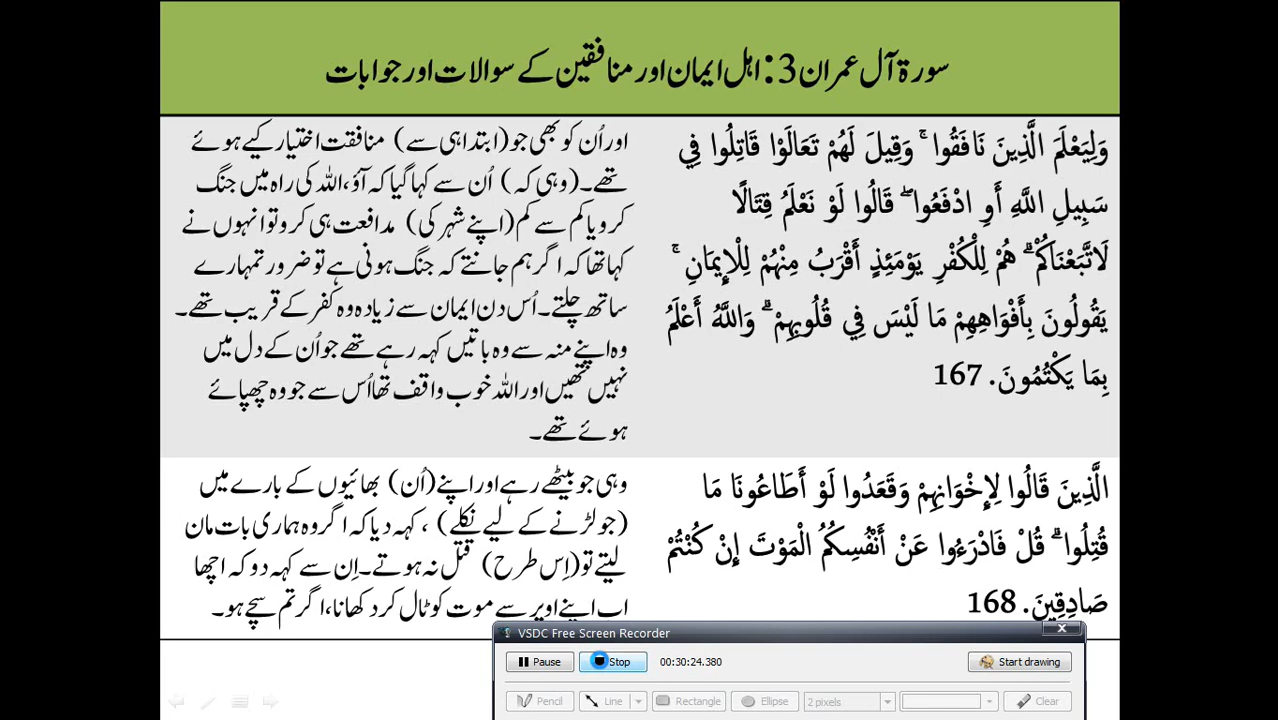 سورۃ آل عمران 3: اہل ایمان اور منافقین کے سوالات اور جوابات
وَلِيَعْلَمَ الَّذِينَ نَافَقُوا ۚ وَقِيلَ لَهُمْ تَعَالَوْا قَاتِلُوا فِي
سَبِيلِ اللَّهِ أَوِ ادْفَعُوا ۖ قَالُوا لَوْ نَعْلَمُ قِتَالًا
لَاتَّبَعْنَاكُمْ ۗ هُمْ لِلْكُفْرِ يَوْمَئِذٍ أَقْرَبُ مِنْهُمْ لِلْإِيمَانِ ۚ
يَقُولُونَ بِأَفْوَاهِهِمْ مَا لَيْسَ فِي قُلُوبِهِمْ ۗ وَاللَّهُ أَعْلَمُ
بِمَا يَكْتُمُونَ. 167
اور اُن کو بھی جو (ابتدا ہی سے) منافقت اختیار کیے ہوئے
تھے۔ (وہی کہ) اُن سے کہا گیا کہ آؤ، اللہ کی راہ میں جنگ
کرو یا کم سے کم (اپنے شہر کی) مدافعت ہی کرو تو انہوں نے
کہا تھا کہ اگر ہم جانتے کہ جنگ ہونی ہے تو ضرور تمہارے
ساتھ چلتے۔ اُس دن ایمان سے زیادہ وہ کفر کے قریب تھے۔
وہ اپنے منہ سے وہ باتیں کہہ رہے تھے جو اُن کے دل میں
نہیں تھیں اور اللہ خوب واقف تھا اُس سے جو وہ چھپائے
ہوئے تھے۔
الَّذِينَ قَالُوا لِإِخْوَانِهِمْ وَقَعَدُوا لَوْ أَطَاعُونَا مَا
قُتِلُوا ۗ قُلْ فَادْرَءُوا عَنْ أَنْفُسِكُمُ الْمَوْتَ إِنْ كُنْتُمْ
صَادِقِينَ. 168
وہی جو بیٹھے رہے اور اپنے (اُن) بھائیوں کے بارے میں
(جو لڑنے کے لیے نکلے) ، کہہ دیا کہ اگر وہ ہماری بات مان
لیتے تو (اِس طرح) قتل نہ ہوتے۔ اِن سے کہہ دو کہ اچھا
اب اپنے اوپر سے موت کو ٹال کر دکھانا، اگر تم سچے ہو۔
VSDC Free Screen Recorder
Pause Stop 00:30:24.380 Start drawing
Pencil Line Rectangle Ellipse 2 pixels Clear